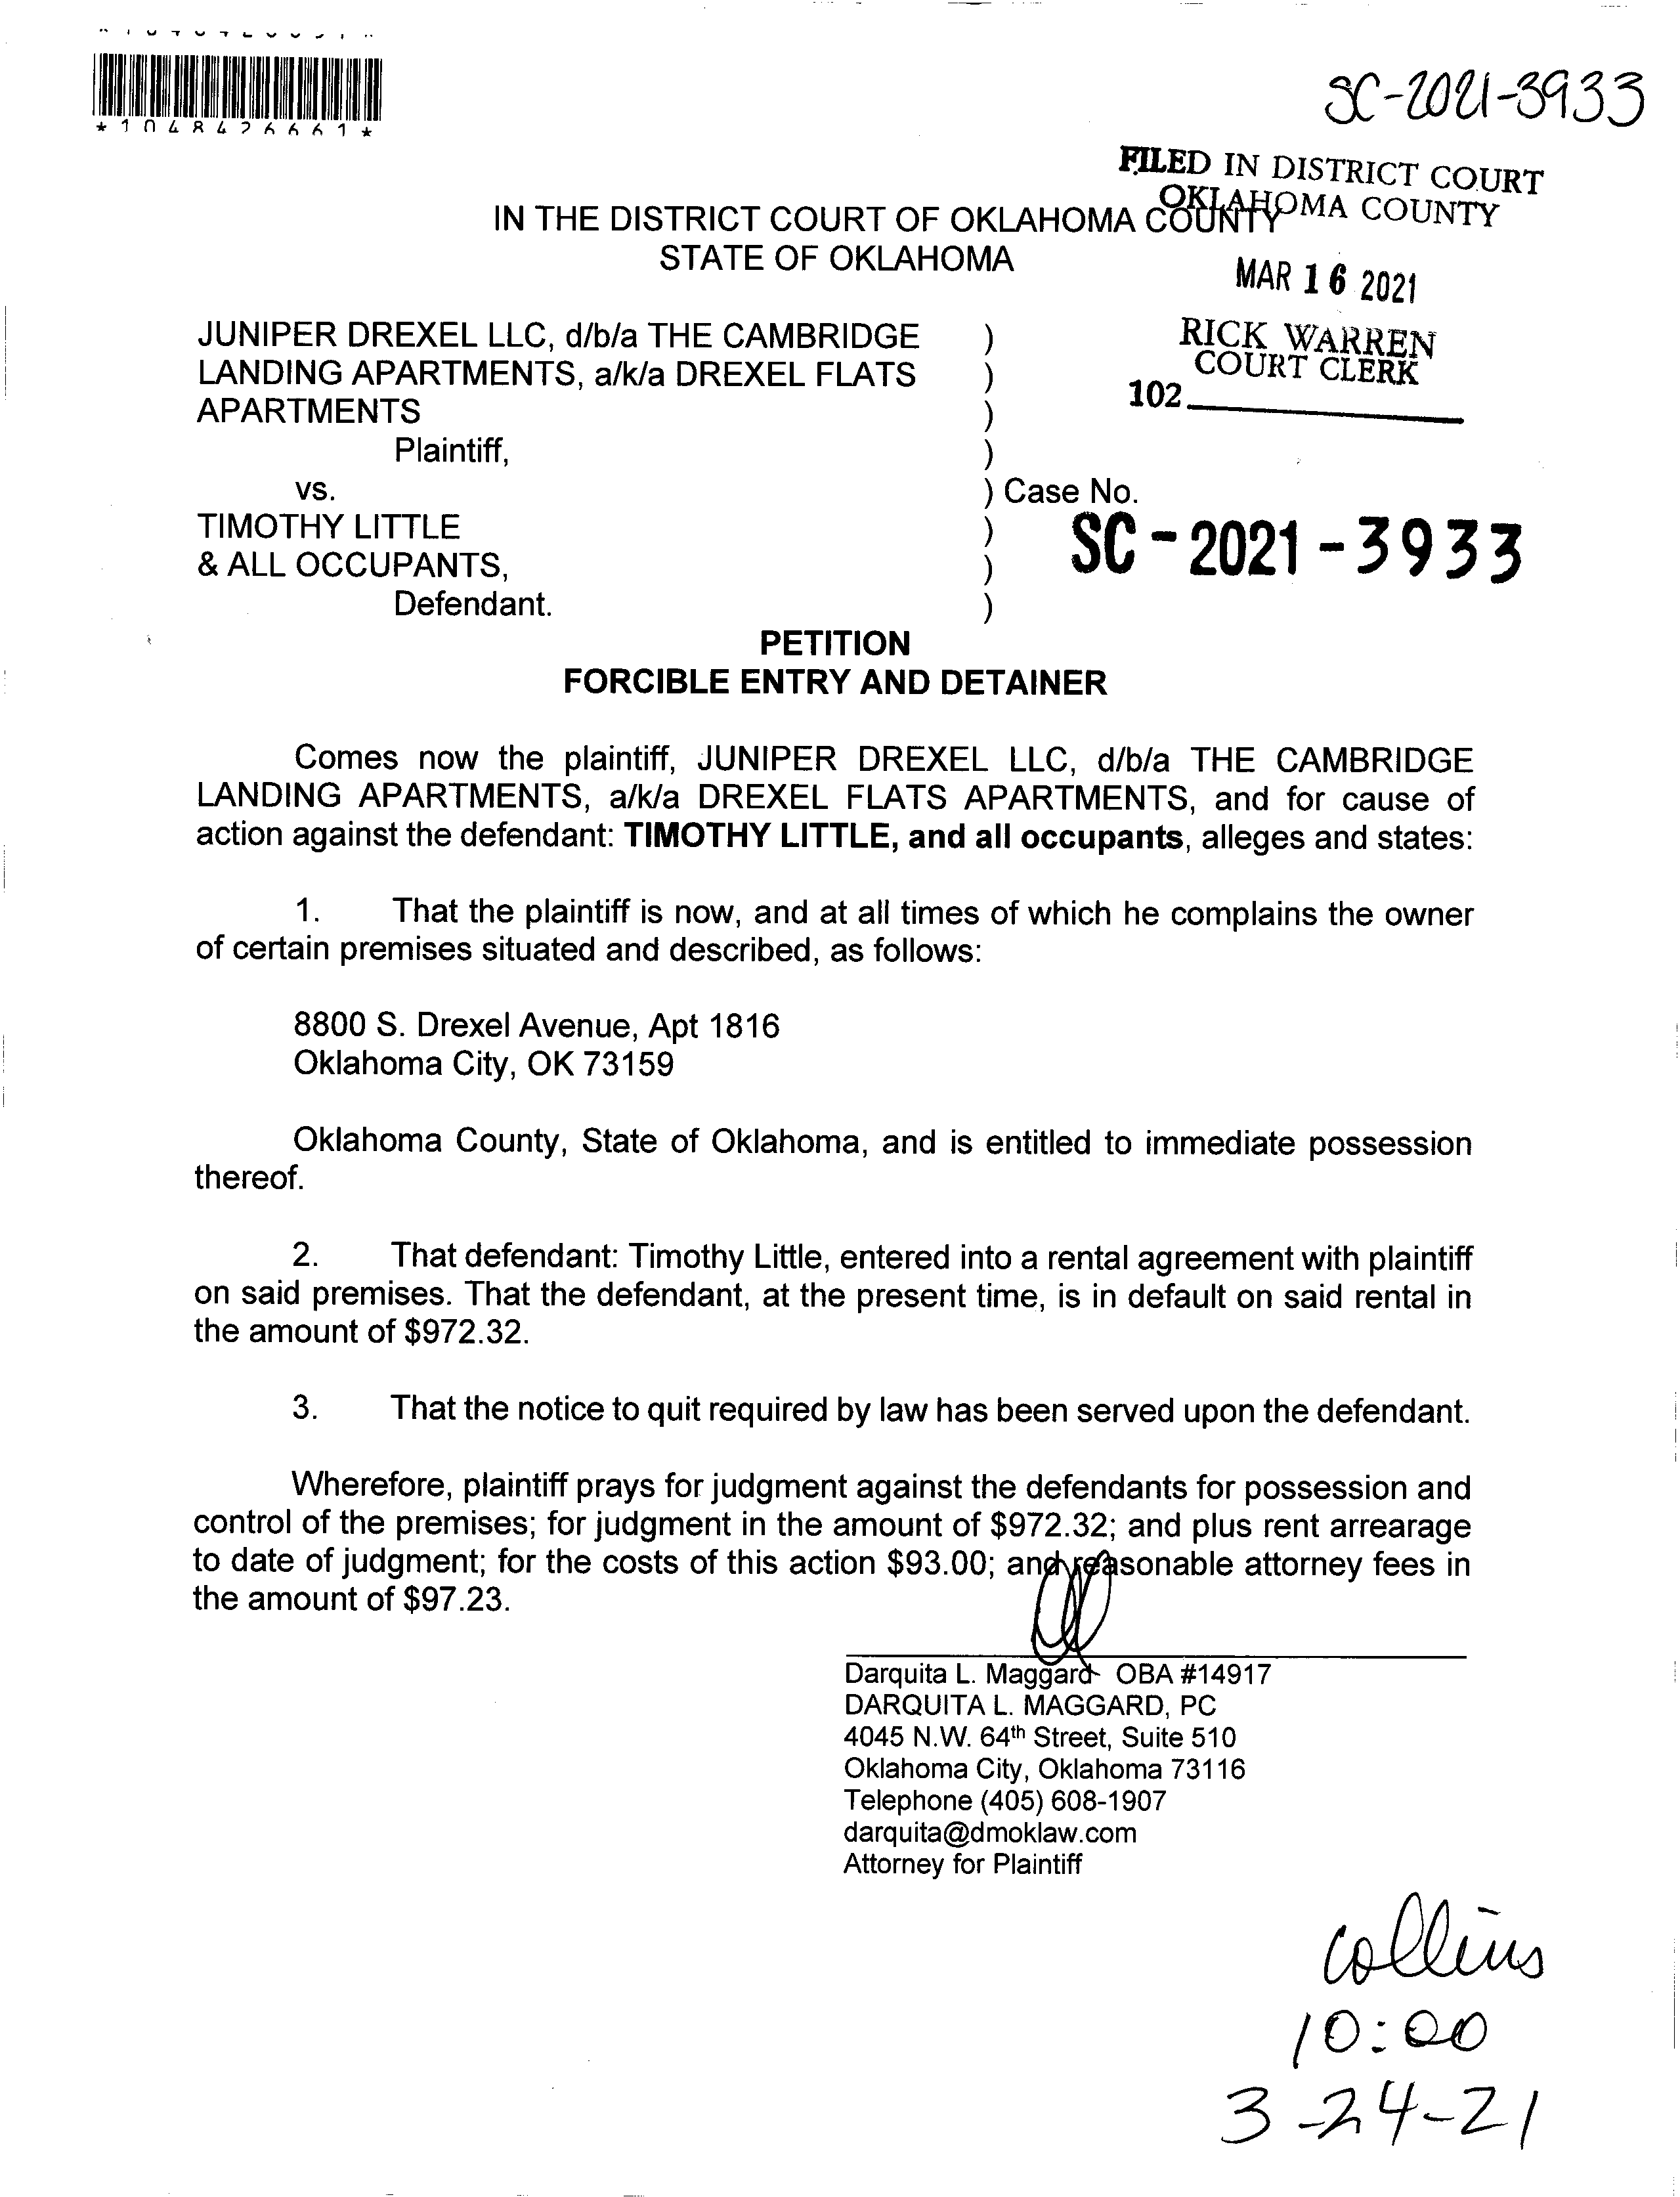 *1048426661*
SC-2021-3933
FILED IN DISTRICT COURT
OKLAHOMA COUNTY
IN THE DISTRICT COURT OF OKLAHOMA COUNTY
STATE OF OKLAHOMA
MAR 16 2021
RICK WARREN
COURT CLERK
102
JUNIPER DREXEL LLC, d/b/a THE CAMBRIDGE )
LANDING APARTMENTS, a/k/a DREXEL FLATS )
APARTMENTS )
Plaintiff, )
vs. ) Case No.
TIMOTHY LITTLE ) SC-2021-3933
& ALL OCCUPANTS, )
Defendant. )
PETITION
FORCIBLE ENTRY AND DETAINER
Comes now the plaintiff, JUNIPER DREXEL LLC, d/b/a THE CAMBRIDGE
LANDING APARTMENTS, a/k/a DREXEL FLATS APARTMENTS, and for cause of
action against the defendant: TIMOTHY LITTLE, and all occupants, alleges and states:
1. That the plaintiff is now, and at all times of which he complains the owner
of certain premises situated and described, as follows:
8800 S. Drexel Avenue, Apt 1816
Oklahoma City, OK 73159
Oklahoma County, State of Oklahoma, and is entitled to immediate possession
thereof.
2. That defendant: Timothy Little, entered into a rental agreement with plaintiff
on said premises. That the defendant, at the present time, is in default on said rental in
the amount of $972.32.
3. That the notice to quit required by law has been served upon the defendant.
Wherefore, plaintiff prays for judgment against the defendants for possession and
control of the premises; for judgment in the amount of $972.32; and plus rent arrearage
to date of judgment; for the costs of this action $93.00; and reasonable attorney fees in
the amount of $97.23.
Darquita L. Maggard OBA #14917
DARQUITA L. MAGGARD, PC
4045 N.W. 64th Street, Suite 510
Oklahoma City, Oklahoma 73116
Telephone (405) 608-1907
darquita@dmoklaw.com
Attorney for Plaintiff
Collins
10:00
3-24-21